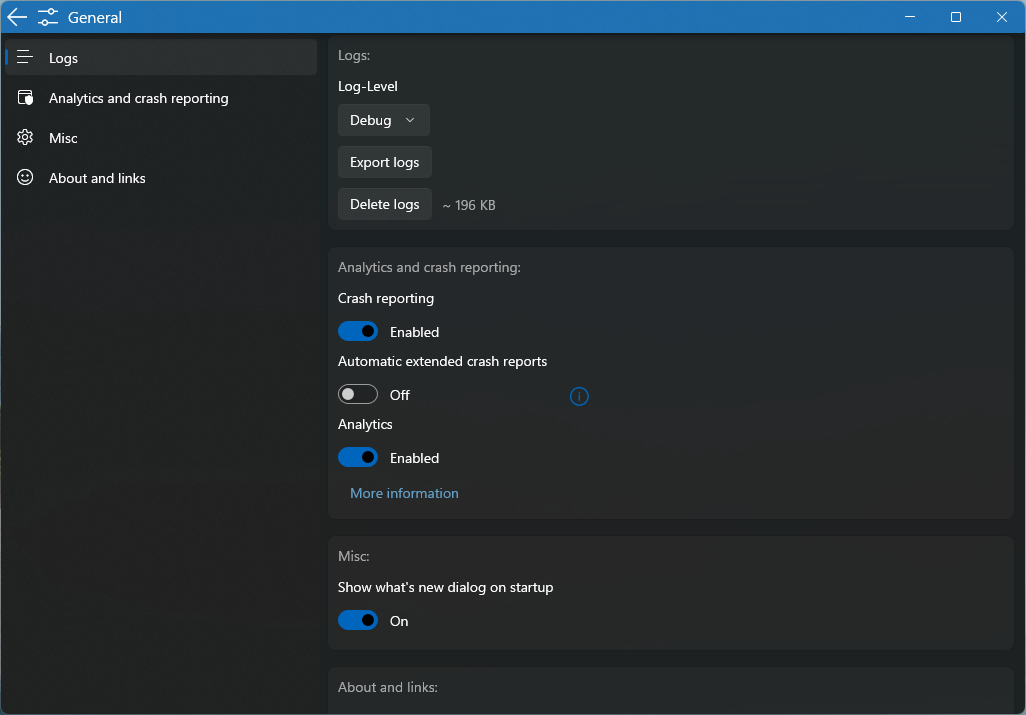 General
Logs
Analytics and crash reporting
Misc
About and links
Logs:
Log-Level
Debug
Export logs
Delete logs ~ 196 KB
Analytics and crash reporting:
Crash reporting
Enabled
Automatic extended crash reports
Off
Analytics
Enabled
More information
Misc:
Show what's new dialog on startup
On
About and links: